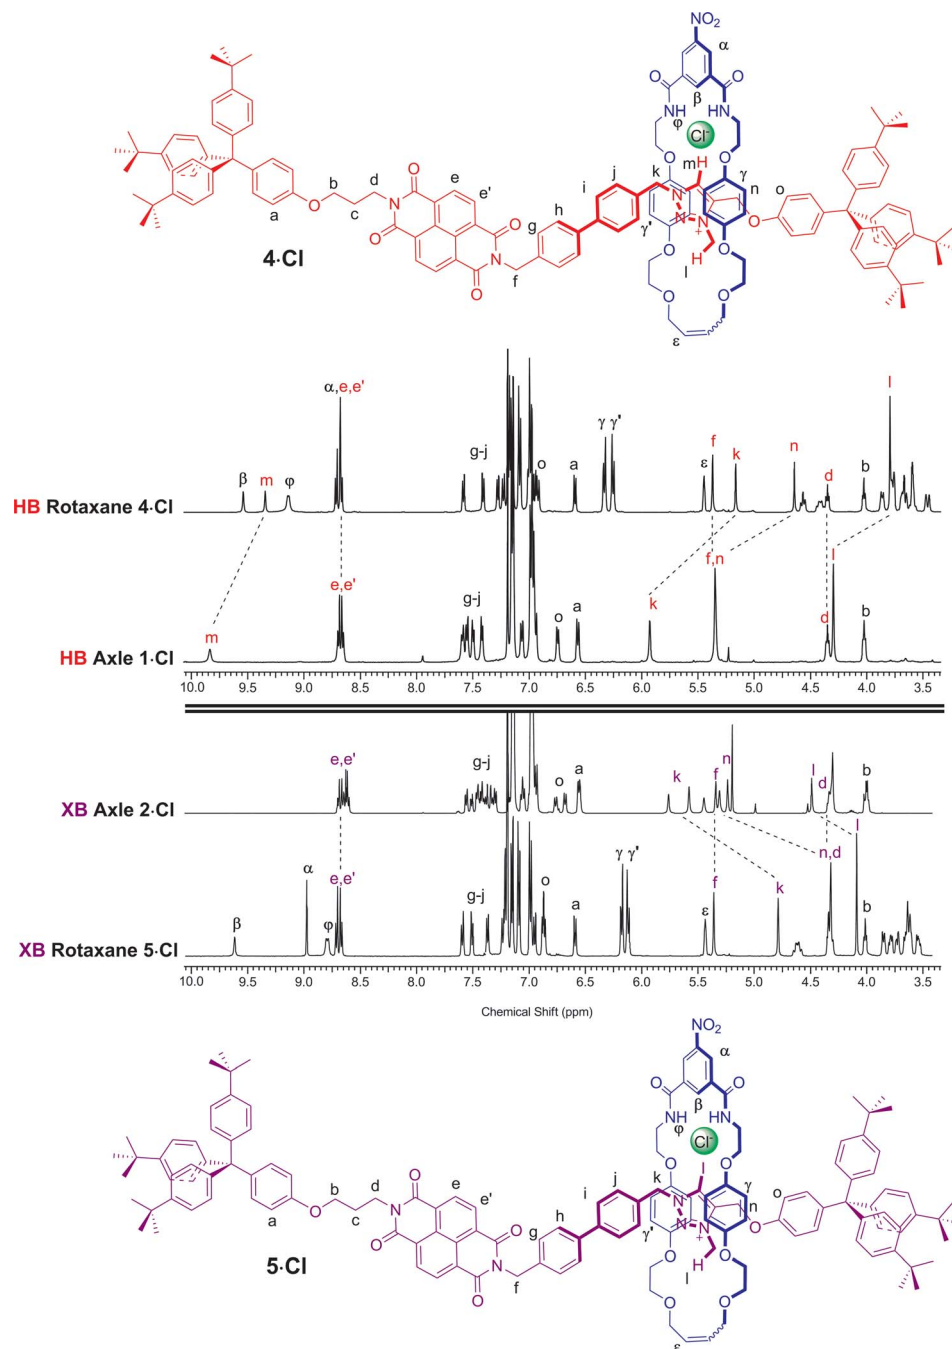 NO₂
α
O
O
β
NH
HN
φ
Cl⁻
O
O
m H
b
d
O
O
e
e'
k
j
i
n
γ
o
a
O
c
N
h
g
γ'
N
N
N
+
O
O
O
N
O
O
O
H
4·Cl
f
l
O
O
ε
α,e,e'
l
γ γ'
β
m
φ
g-j
o
a
ε
f
k
n
d
b
HB Rotaxane 4·Cl
m
e,e'
g-j
o
a
k
f,n
d
l
b
HB Axle 1·Cl
10.0 9.5 9.0 8.5 8.0 7.5 7.0 6.5 6.0 5.5 5.0 4.5 4.0 3.5
e,e'
g-j
o
a
k
f
n
l
d
b
XB Axle 2·Cl
β
α
φ
e,e'
g-j
o
a
γ γ'
ε
f
k
n,d
l
b
XB Rotaxane 5·Cl
10.0 9.5 9.0 8.5 8.0 7.5 7.0 6.5 6.0 5.5 5.0 4.5 4.0 3.5
Chemical Shift (ppm)
NO₂
α
O
O
β
NH
HN
φ
Cl⁻
O
O
I
b
d
O
O
e
e'
k
j
i
n
γ
o
a
O
c
N
h
g
γ'
N
N
N
+
O
O
O
N
O
O
O
H
5·Cl
f
l
O
O
ε